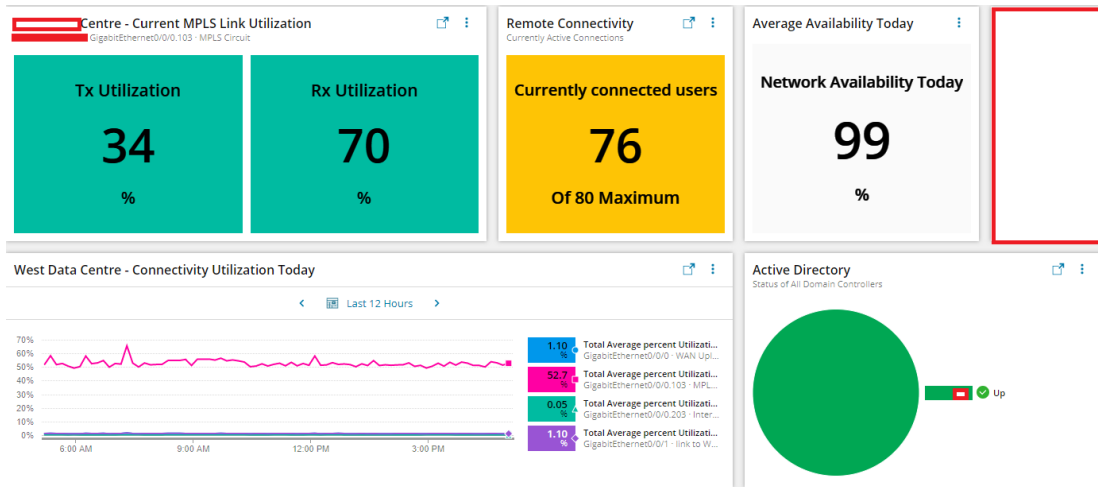 Centre - Current MPLS Link Utilization
GigabitEthernet0/0/0.103 · MPLS Circuit
Tx Utilization
34
%
Rx Utilization
70
%
Remote Connectivity
Currently Active Connections
Currently connected users
76
Of 80 Maximum
Average Availability Today
Network Availability Today
99
%
West Data Centre - Connectivity Utilization Today
Last 12 Hours
70%
60%
50%
40%
30%
20%
10%
0%
6:00 AM
9:00 AM
12:00 PM
3:00 PM
1.10 %
Total Average percent Utilizati...
GigabitEthernet0/0/0 · WAN Upl...
52.7 %
Total Average percent Utilizati...
GigabitEthernet0/0/0.103 · MPL...
0.05 %
Total Average percent Utilizati...
GigabitEthernet0/0/0.203 · Inter...
1.10 %
Total Average percent Utilizati...
GigabitEthernet0/0/1 · link to W...
Active Directory
Status of All Domain Controllers
Up